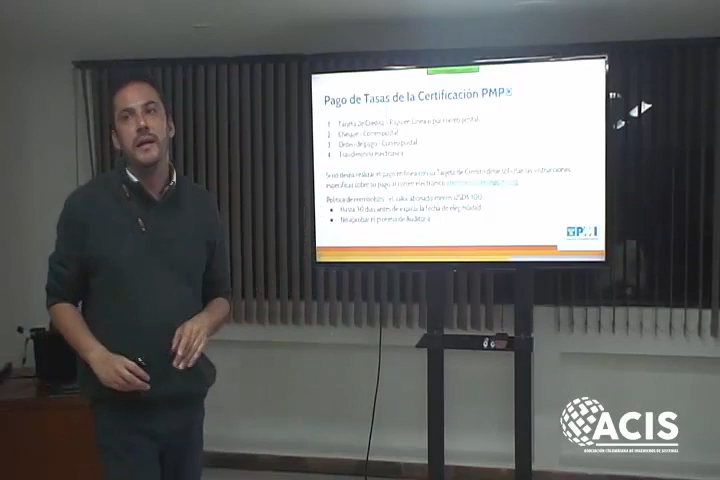 Pago de Tasas de la Certificación PMP®
1 Tarjeta de Crédito - Pago en Línea o por correo postal
2 Cheque - Correo postal
3 Orden de pago - Correo postal
4 Transferencia electrónica
Si no desea realizar el pago en línea con su Tarjeta de Crédito debe solicitar las instrucciones
específicas sobre su pago al correo electrónico
Política de reembolsos: el valor abonado menos USD$ 100
● Hasta 30 días antes de expirar la fecha de elegibilidad
● No aprobar el proceso de Auditoría
PMI
ACIS
ASOCIACIÓN COLOMBIANA DE INGENIEROS DE SISTEMAS